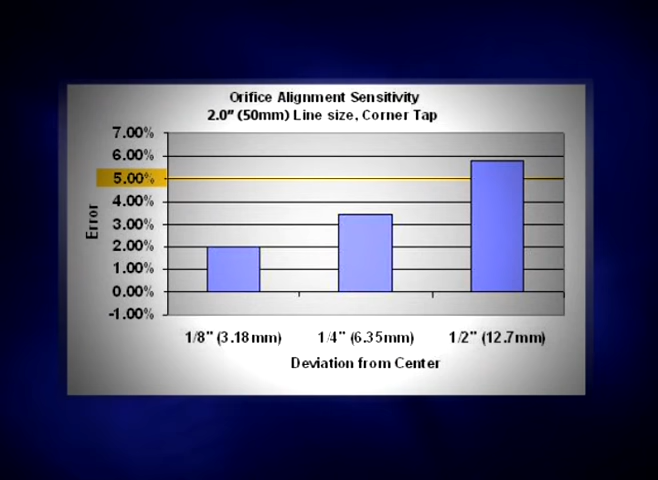 Orifice Alignment Sensitivity
2.0" (50mm) Line size, Corner Tap
7.00%
6.00%
5.00%
4.00%
3.00%
2.00%
1.00%
0.00%
-1.00%
Error
1/8" (3.18mm) 1/4" (6.35mm) 1/2" (12.7mm)
Deviation from Center